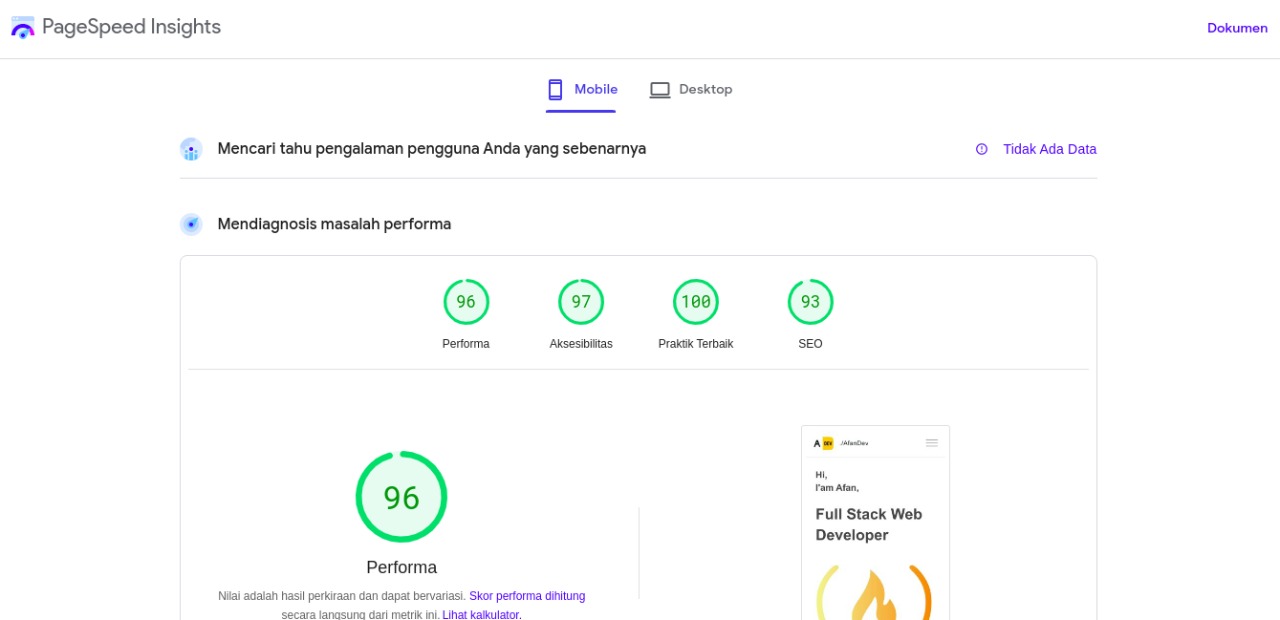 PageSpeed Insights
Dokumen
Mobile
Desktop
Mencari tahu pengalaman pengguna Anda yang sebenarnya
Tidak Ada Data
Mendiagnosis masalah performa
96
97
100
93
Performa
Aksesibilitas
Praktik Terbaik
SEO
A DEV /AfanDev
Hi,
I'am Afan,
Full Stack Web
Developer
96
Performa
Nilai adalah hasil perkiraan dan dapat bervariasi. Skor performa dihitung
secara langsung dari metrik ini. Lihat kalkulator.